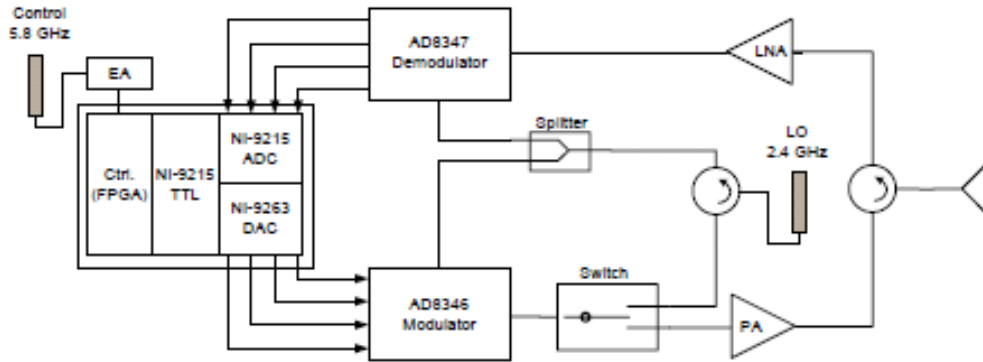 Control
5.8 GHz
EA
AD8347
Demodulator
LNA
Splitter
LO
2.4 GHz
Ctrl.
(FPGA)
NI-9215
TTL
NI-9215
ADC
NI-9263
DAC
AD8346
Modulator
Switch
PA